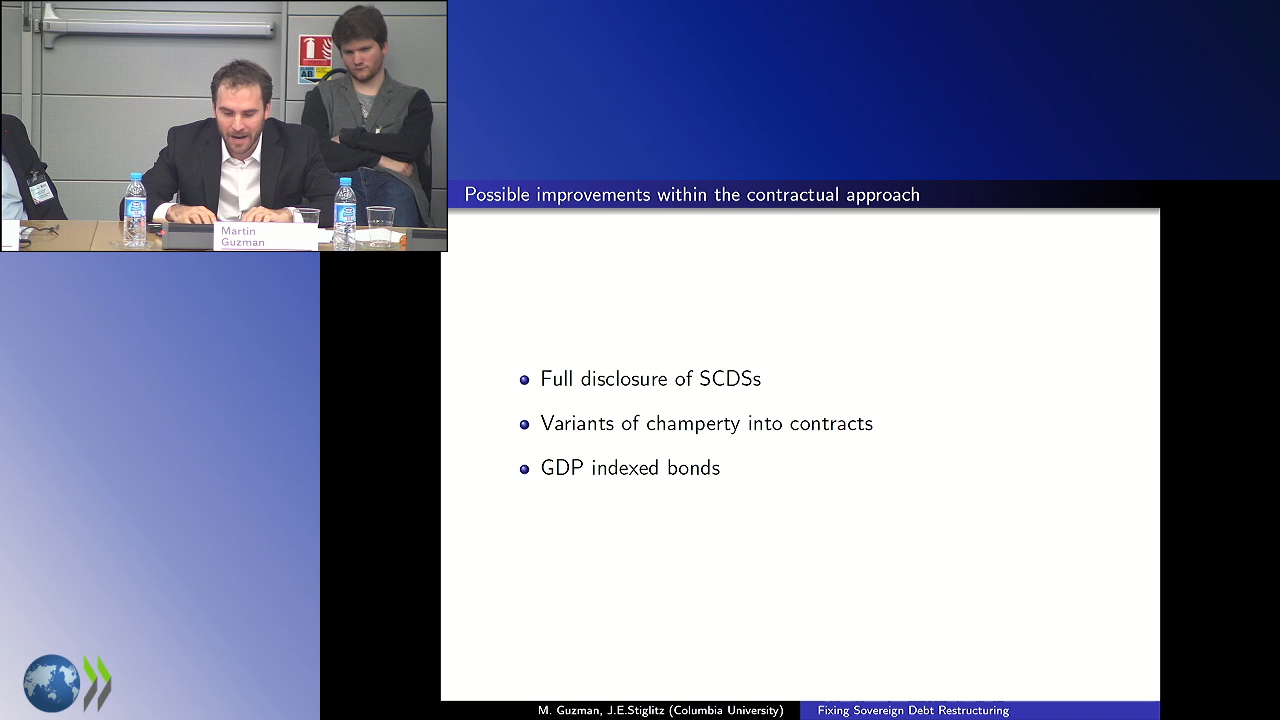 AB
Martin
Guzman
Possible improvements within the contractual approach
Full disclosure of SCDSs
Variants of champerty into contracts
GDP indexed bonds
M. Guzman, J.E.Stiglitz (Columbia University)
Fixing Sovereign Debt Restructuring